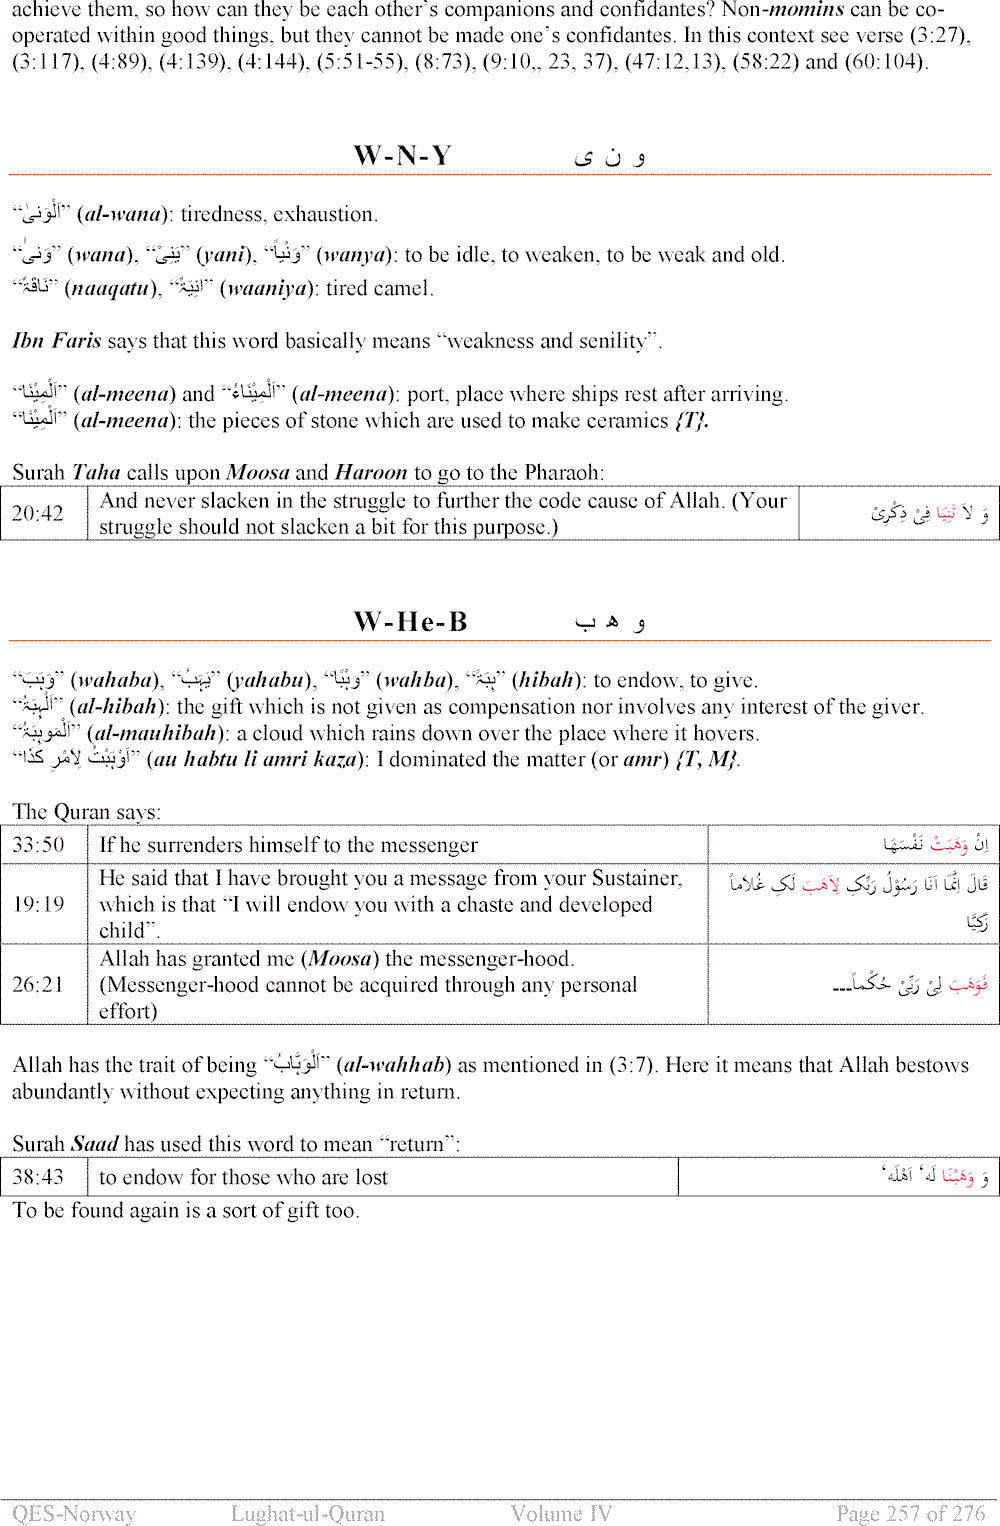 achieve them, so how can they be each other's companions and confidantes? Non-momins can be co-
operated within good things, but they cannot be made one's confidantes. In this context see verse (3:27),
(3:117), (4:89), (4:139), (4:144), (5:51-55), (8:73), (9:10,, 23, 37), (47:12,13), (58:22) and (60:104).
W-N-Y و ن ی
“اَلْوَنىٰ” (al-wana): tiredness, exhaustion.
“وَنىٰ” (wana), “يَنِىْ” (yani), “وَنْياً” (wanya): to be idle, to weaken, to be weak and old.
“نَاقَةٌ” (naaqatu), “انِيَۃٌ” (waaniya): tired camel.
Ibn Faris says that this word basically means “weakness and senility”.
“اَلْمِيْنَا” (al-meena) and “اَلْمِيْنَاءُ” (al-meena): port, place where ships rest after arriving.
“اَلْمِيْنَا” (al-meena): the pieces of stone which are used to make ceramics {T}.
Surah Taha calls upon Moosa and Haroon to go to the Pharaoh:
20:42 And never slacken in the struggle to further the code cause of Allah. (Your struggle should not slacken a bit for this purpose.) وَ لاَ تَنِيَا فِىْ ذِكْرِىْ
W-He-B و ھ ب
“وَہَبَ” (wahaba), “يَہَبُ” (yahabu), “وہْبًا” (wahba), “ہِبَۃً” (hibah): to endow, to give.
“اَلْہِبَۃُ” (al-hibah): the gift which is not given as compensation nor involves any interest of the giver.
“اَلْمَوہِبَۃُ” (al-mauhibah): a cloud which rains down over the place where it hovers.
“اَوْہَبْتُ لِاَمْرِ كَذَا” (au habtu li amri kaza): I dominated the matter (or amr) {T, M}.
The Quran says:
33:50 If he surrenders himself to the messenger اِنْ وَهَبَتْ نَفْسَهَا
19:19 He said that I have brought you a message from your Sustainer, which is that “I will endow you with a chaste and developed child”. قَالَ اِنَّمَا اَنَا رَسُوْلُ رَبِّکِ لِاَهَبَ لَکِ غُلاَماً زَکِيًّا
26:21 Allah has granted me (Moosa) the messenger-hood. (Messenger-hood cannot be acquired through any personal effort) فَوَهَبَ لِىْ رَبِّىْ حُكْماً---
Allah has the trait of being “اَلْوَہَّابُ” (al-wahhab) as mentioned in (3:7). Here it means that Allah bestows
abundantly without expecting anything in return.
Surah Saad has used this word to mean “return”:
38:43 to endow for those who are lost وَ وَهَبْنَا لَه‘ اَهْلَه‘
To be found again is a sort of gift too.
QES-Norway Lughat-ul-Quran Volume IV Page 257 of 276